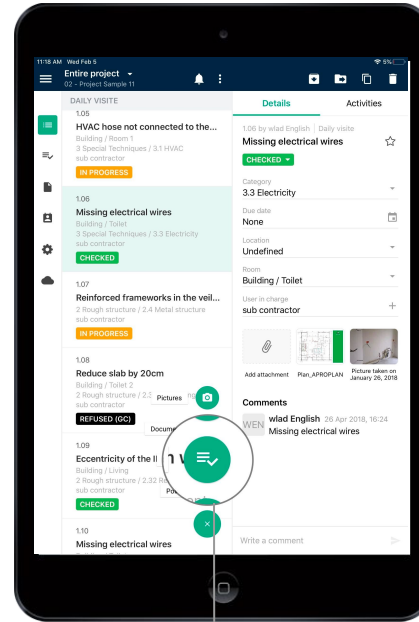 11:18 AM Wed Feb 5
5%
Entire project
02 - Project Sample 11
DAILY VISITE
1.05
HVAC hose not connected to the...
Building / Room 1
3 Special Techniques / 3.1 HVAC
sub contractor
IN PROGRESS
1.06
Missing electrical wires
Building / Toilet
3 Special Techniques / 3.3 Electricity
sub contractor
CHECKED
1.07
Reinforced frameworks in the veil...
2 Rough structure / 2.4 Metal structure
sub contractor
IN PROGRESS
1.08
Reduce slab by 20cm
Building / Toilet 2
2 Rough structure / 2.
Pictures
sub contractor
REFUSED (GC)
Docume
1.09
Eccentricity of the
Building / Living
2 Rough structure / 2.32 Re
sub contractor
CHECKED
1.10
Missing electrical wires
Details
Activities
1.06 by wlad English Daily visite
Missing electrical wires
CHECKED
Category
3.3 Electricity
Due date
None
Location
Undefined
Room
Building / Toilet
User in charge
sub contractor
Add attachment
Plan_APROPLAN
Picture taken on
January 26, 2018
Comments
WEN
wlad English 26 Apr 2018, 16:24
Missing electrical wires
Write a comment